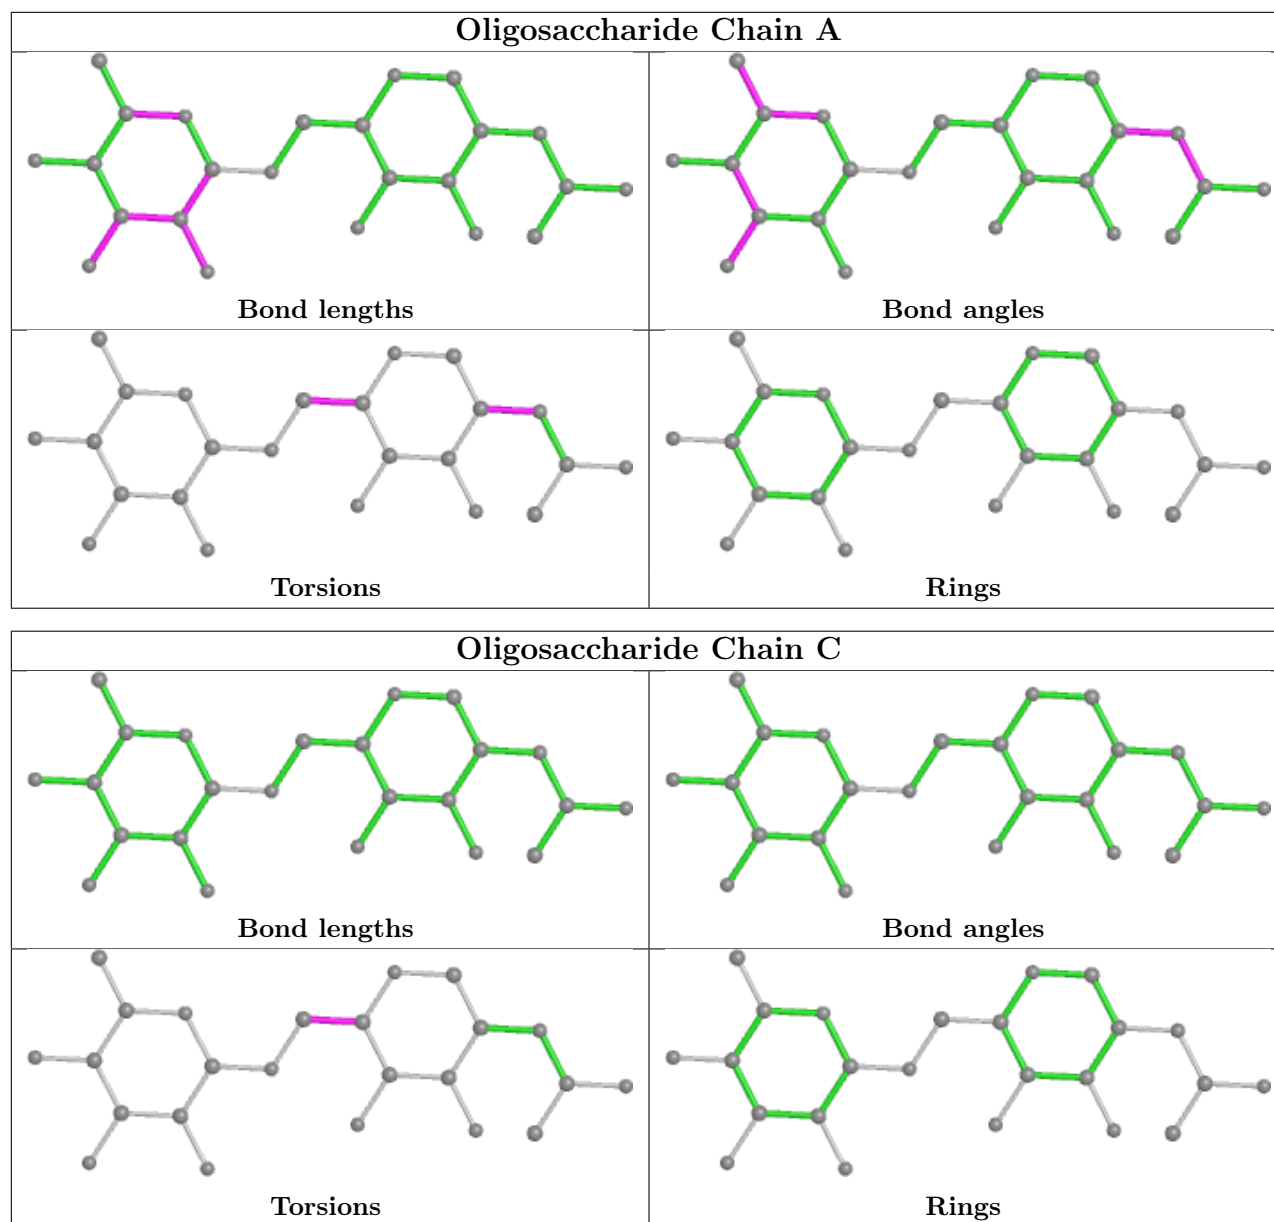 Oligosaccharide Chain A
Bond lengths
Bond angles
Torsions
Rings
Oligosaccharide Chain C
Bond lengths
Bond angles
Torsions
Rings